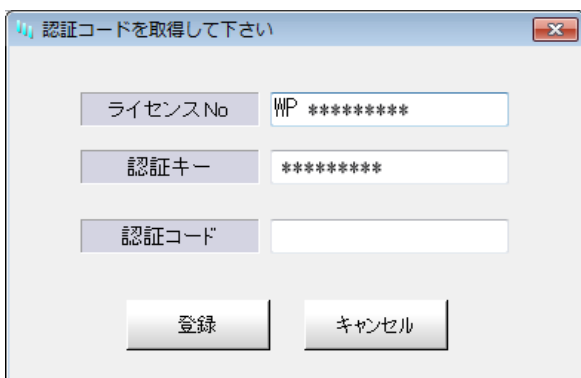 認証コードを取得して下さい
ライセンスNo WP *********
認証キー *********
認証コード
登録 キャンセル